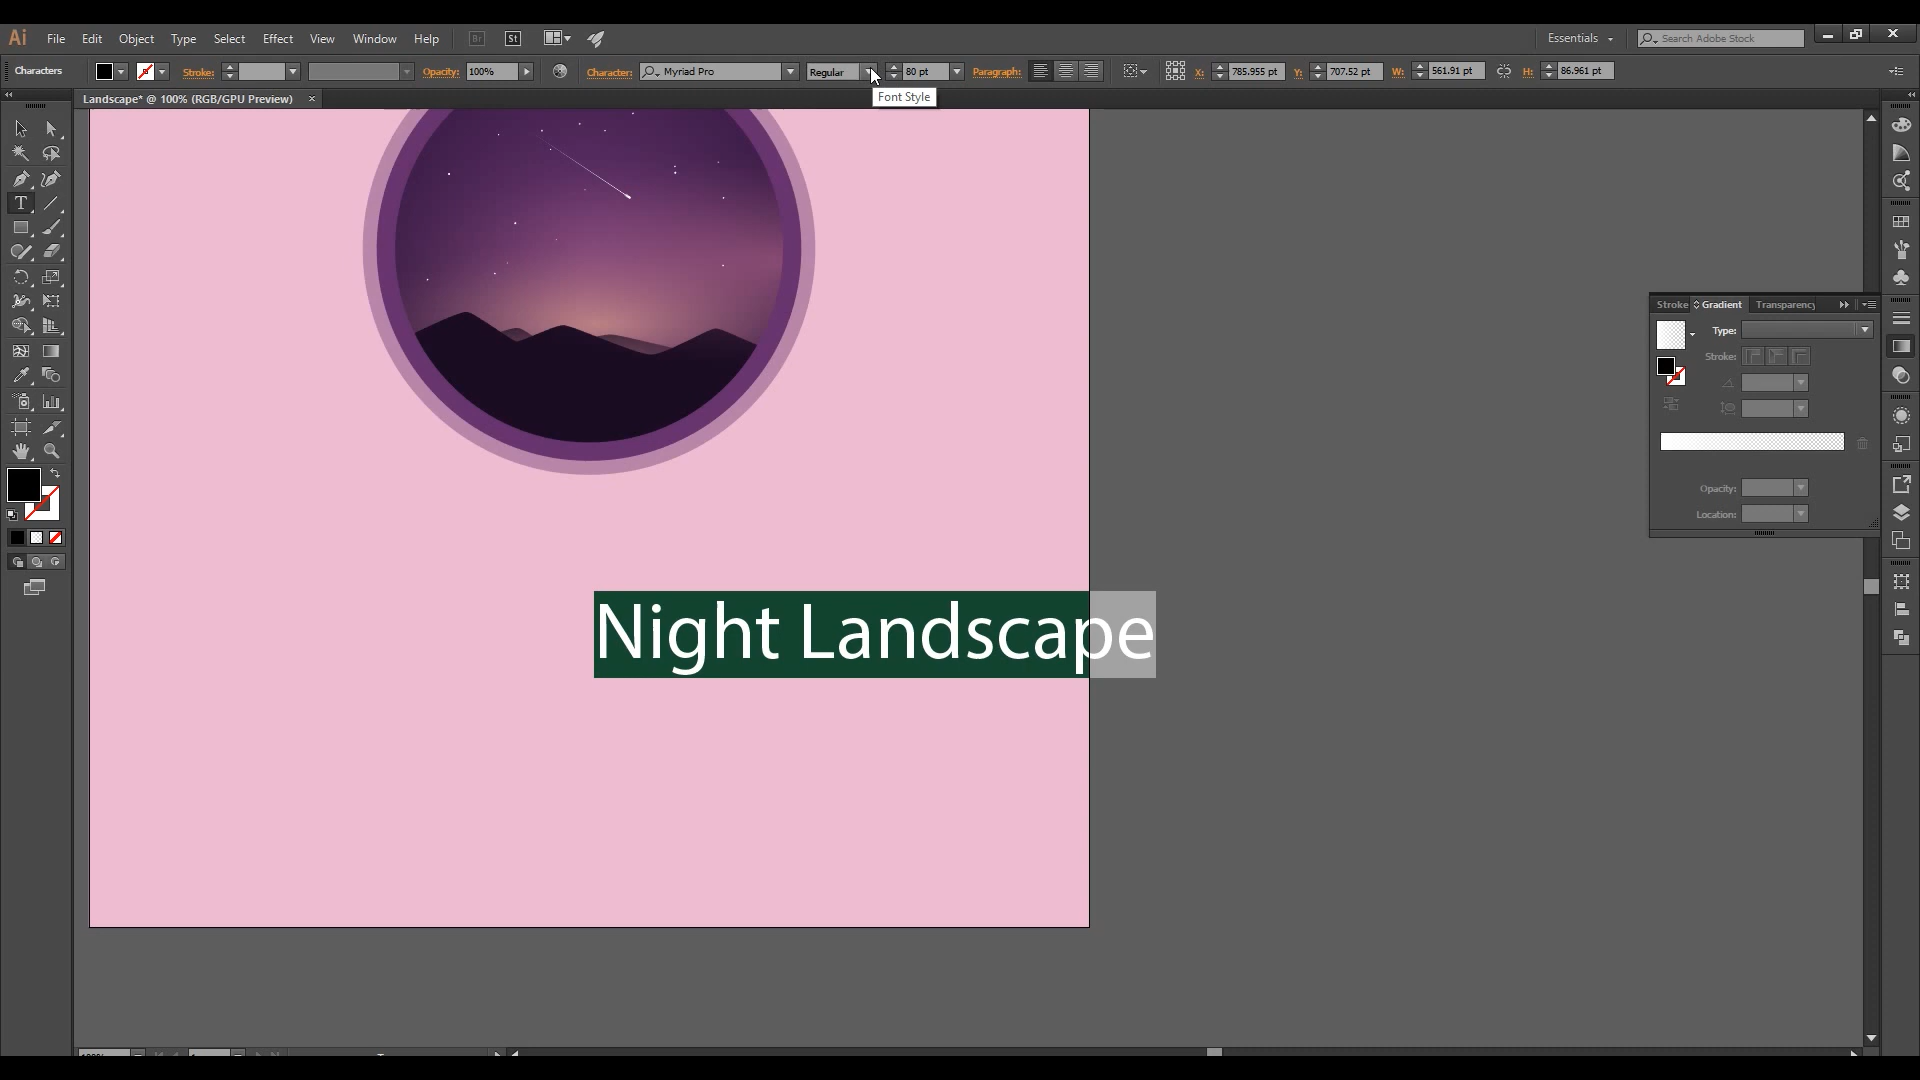 Ai File Edit Object Type Select Effect View Window Help Br St Essentials Search Adobe Stock
Characters Stroke: Opacity: 100% Character: Myriad Pro Regular 80 pt Paragraph: X: 785.955 pt Y: 707.52 pt W: 561.91 pt H: 86.961 pt
Font Style
Landscape* @ 100% (RGB/GPU Preview) ×
Stroke Gradient Transparency
Type:
Stroke:
Opacity:
Location:
Night Landscape